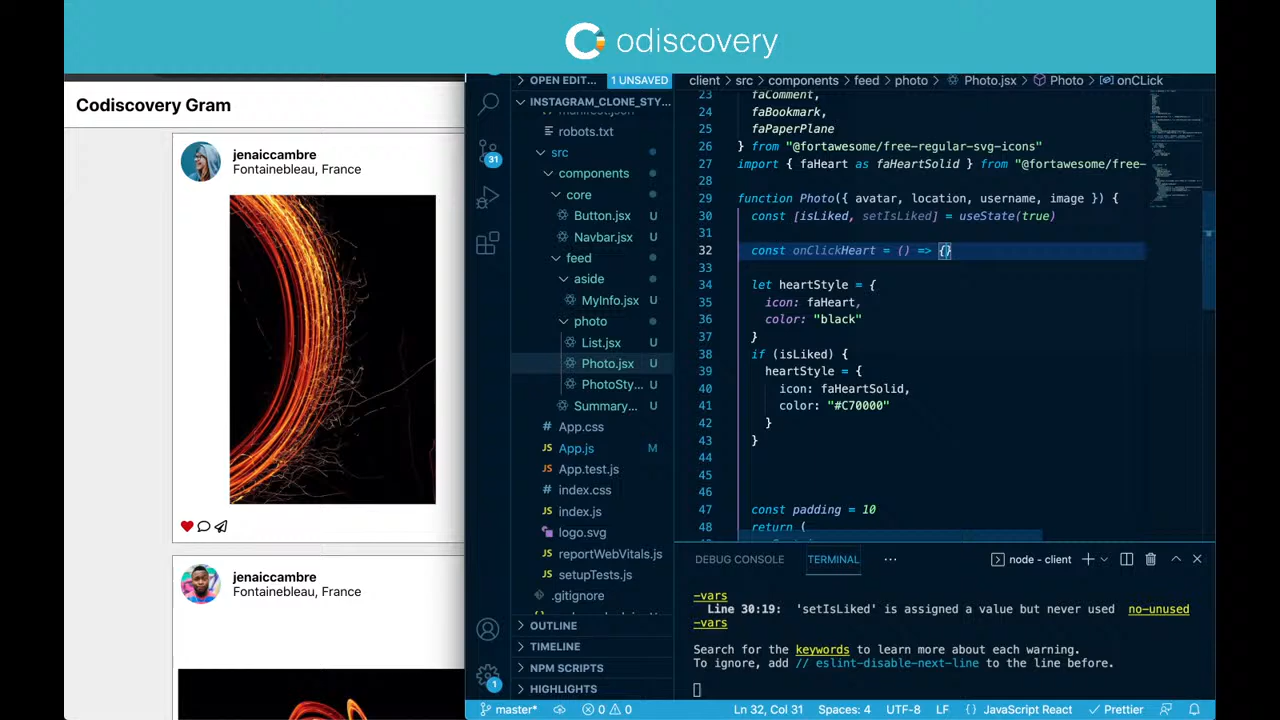 odiscovery
Codiscovery Gram
jenaiccambre
Fontainebleau, France
jenaiccambre
Fontainebleau, France
OPEN EDIT... 1 UNSAVED
INSTAGRAM_CLONE_STY...
robots.txt
src
components
core
Button.jsx U
Navbar.jsx U
feed
aside
MyInfo.jsx U
photo
List.jsx U
Photo.jsx U
PhotoSty... U
Summary... U
# App.css
JS App.js M
JS App.test.js
# index.css
JS index.js
logo.svg
JS reportWebVitals.js
JS setupTests.js
.gitignore
OUTLINE
TIMELINE
NPM SCRIPTS
HIGHLIGHTS
31
1
client > src > components > feed > photo > Photo.jsx > Photo > onCLick
23 faComment,
24 faBookmark,
25 faPaperPlane
26 } from "@fortawesome/free-regular-svg-icons"
27 import { faHeart as faHeartSolid } from "@fortawesome/free-
28
29 function Photo({ avatar, location, username, image }) {
30 const [isLiked, setIsLiked] = useState(true)
31
32 const onClickHeart = () => {}
33
34 let heartStyle = {
35 icon: faHeart,
36 color: "black"
37 }
38 if (isLiked) {
39 heartStyle = {
40 icon: faHeartSolid,
41 color: "#C70000"
42 }
43 }
44
45
46
47 const padding = 10
48 return (
DEBUG CONSOLE TERMINAL ... node - client
-vars
Line 30:19: 'setIsLiked' is assigned a value but never used no-unused
-vars
Search for the keywords to learn more about each warning.
To ignore, add // eslint-disable-next-line to the line before.
master* 0 0 Ln 32, Col 31 Spaces: 4 UTF-8 LF {} JavaScript React Prettier